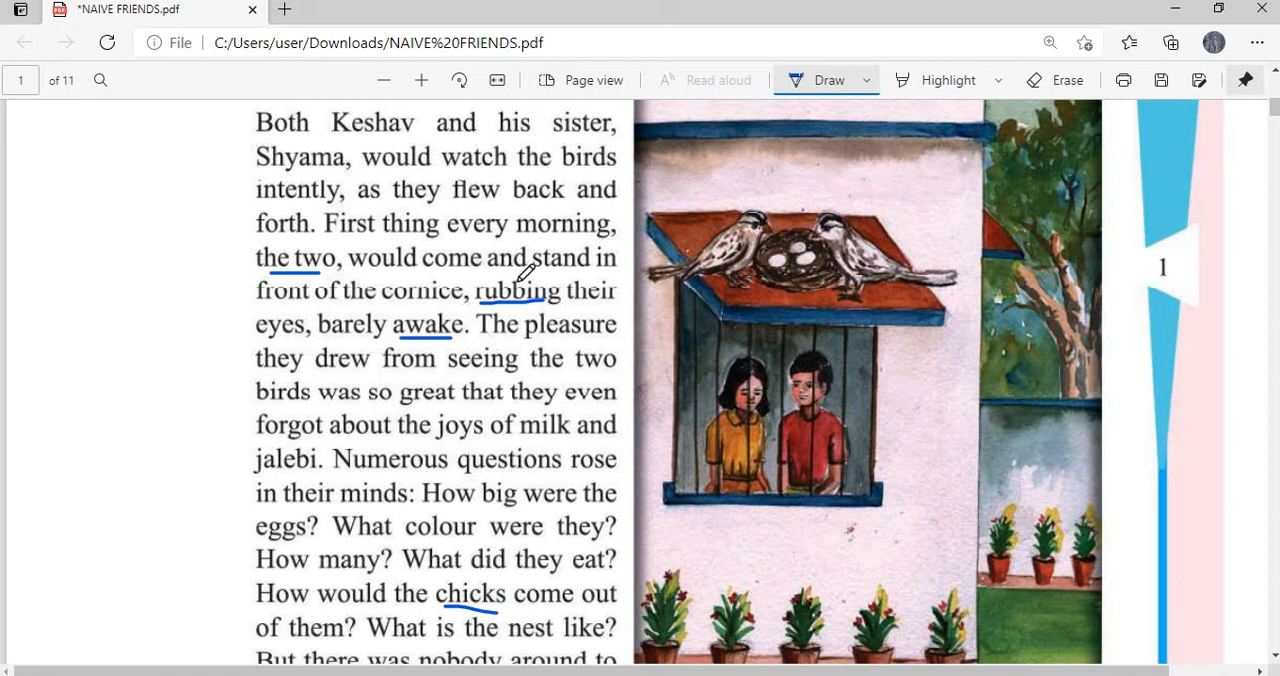 *NAIVE FRIENDS.pdf
File C:/Users/user/Downloads/NAIVE%20FRIENDS.pdf
1 of 11 Page view Read aloud Draw Highlight Erase
Both Keshav and his sister,
Shyama, would watch the birds
intently, as they flew back and
forth. First thing every morning,
the two, would come and stand in
front of the cornice, rubbing their
eyes, barely awake. The pleasure
they drew from seeing the two
birds was so great that they even
forgot about the joys of milk and
jalebi. Numerous questions rose
in their minds: How big were the
eggs? What colour were they?
How many? What did they eat?
How would the chicks come out
of them? What is the nest like?
But there was nobody around to
1